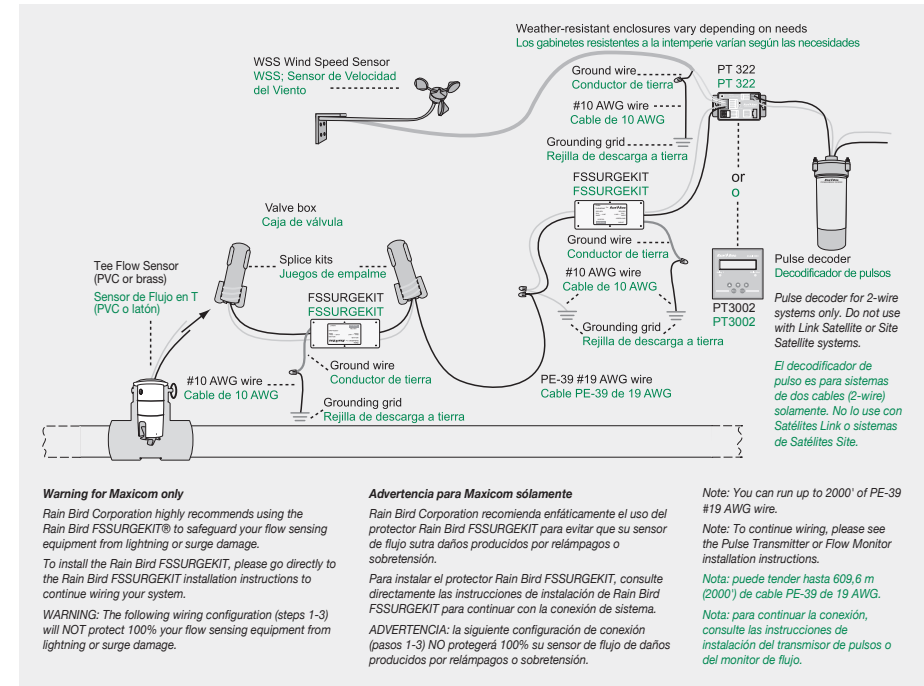 Weather-resistant enclosures vary depending on needs
Los gabinetes resistentes a la intemperie varían según las necesidades
WSS Wind Speed Sensor
WSS; Sensor de Velocidad
del Viento
Ground wire
Conductor de tierra
PT 322
PT 322
#10 AWG wire
Cable de 10 AWG
Grounding grid
Rejilla de descarga a tierra
FSSURGEKIT
FSSURGEKIT
or
o
Valve box
Caja de válvula
Ground wire
Conductor de tierra
Splice kits
Juegos de empalme
Tee Flow Sensor
(PVC or brass)
Sensor de Flujo en T
(PVC o latón)
#10 AWG wire
Cable de 10 AWG
Pulse decoder
Decodificador de pulsos
FSSURGEKIT
FSSURGEKIT
PT3002
PT3002
Pulse decoder for 2-wire
systems only. Do not use
with Link Satellite or Site
Satellite systems.
Grounding grid
Rejilla de descarga a tierra
Ground wire
Conductor de tierra
#10 AWG wire
Cable de 10 AWG
PE-39 #19 AWG wire
Cable PE-39 de 19 AWG
El decodificador de
pulso es para sistemas
de dos cables (2-wire)
solamente. No lo use con
Satélites Link o sistemas
de Satélites Site.
Grounding grid
Rejilla de descarga a tierra
Warning for Maxicom only
Rain Bird Corporation highly recommends using the
Rain Bird FSSURGEKIT® to safeguard your flow sensing
equipment from lightning or surge damage.
To install the Rain Bird FSSURGEKIT, please go directly to
the Rain Bird FSSURGEKIT installation instructions to
continue wiring your system.
WARNING: The following wiring configuration (steps 1-3)
will NOT protect 100% your flow sensing equipment from
lightning or surge damage.
Advertencia para Maxicom sólamente
Rain Bird Corporation recomienda enfáticamente el uso del
protector Rain Bird FSSURGEKIT para evitar que su sensor
de flujo sutra daños producidos por relámpagos o
sobretensión.
Para instalar el protector Rain Bird FSSURGEKIT, consulte
directamente las instrucciones de instalación de Rain Bird
FSSURGEKIT para continuar con la conexión de sistema.
ADVERTENCIA: la siguiente configuración de conexión
(pasos 1-3) NO protegerá 100% su sensor de flujo de daños
producidos por relámpagos o sobretensión.
Note: You can run up to 2000' of PE-39
#19 AWG wire.
Note: To continue wiring, please see
the Pulse Transmitter or Flow Monitor
installation instructions.
Nota: puede tender hasta 609,6 m
(2000') de cable PE-39 de 19 AWG.
Nota: para continuar la conexión,
consulte las instrucciones de
instalación del transmisor de pulsos o
del monitor de flujo.